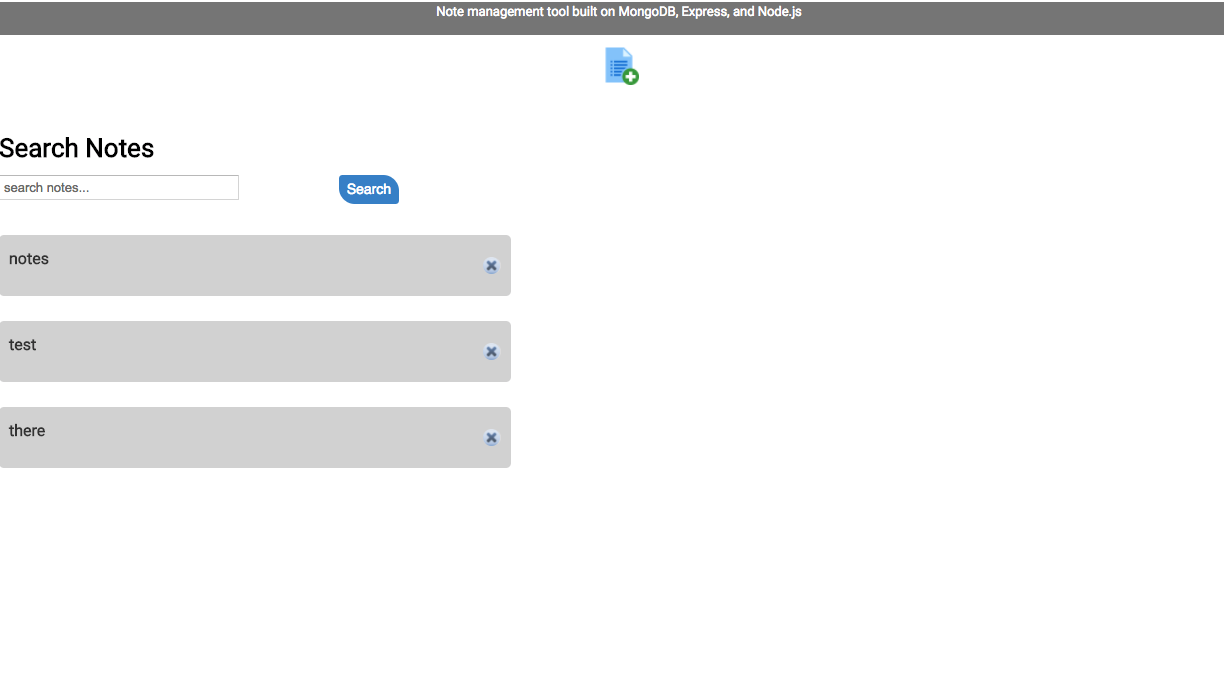 Note management tool built on MongoDB, Express, and Node.js
Search Notes
search notes...
Search
notes
test
there